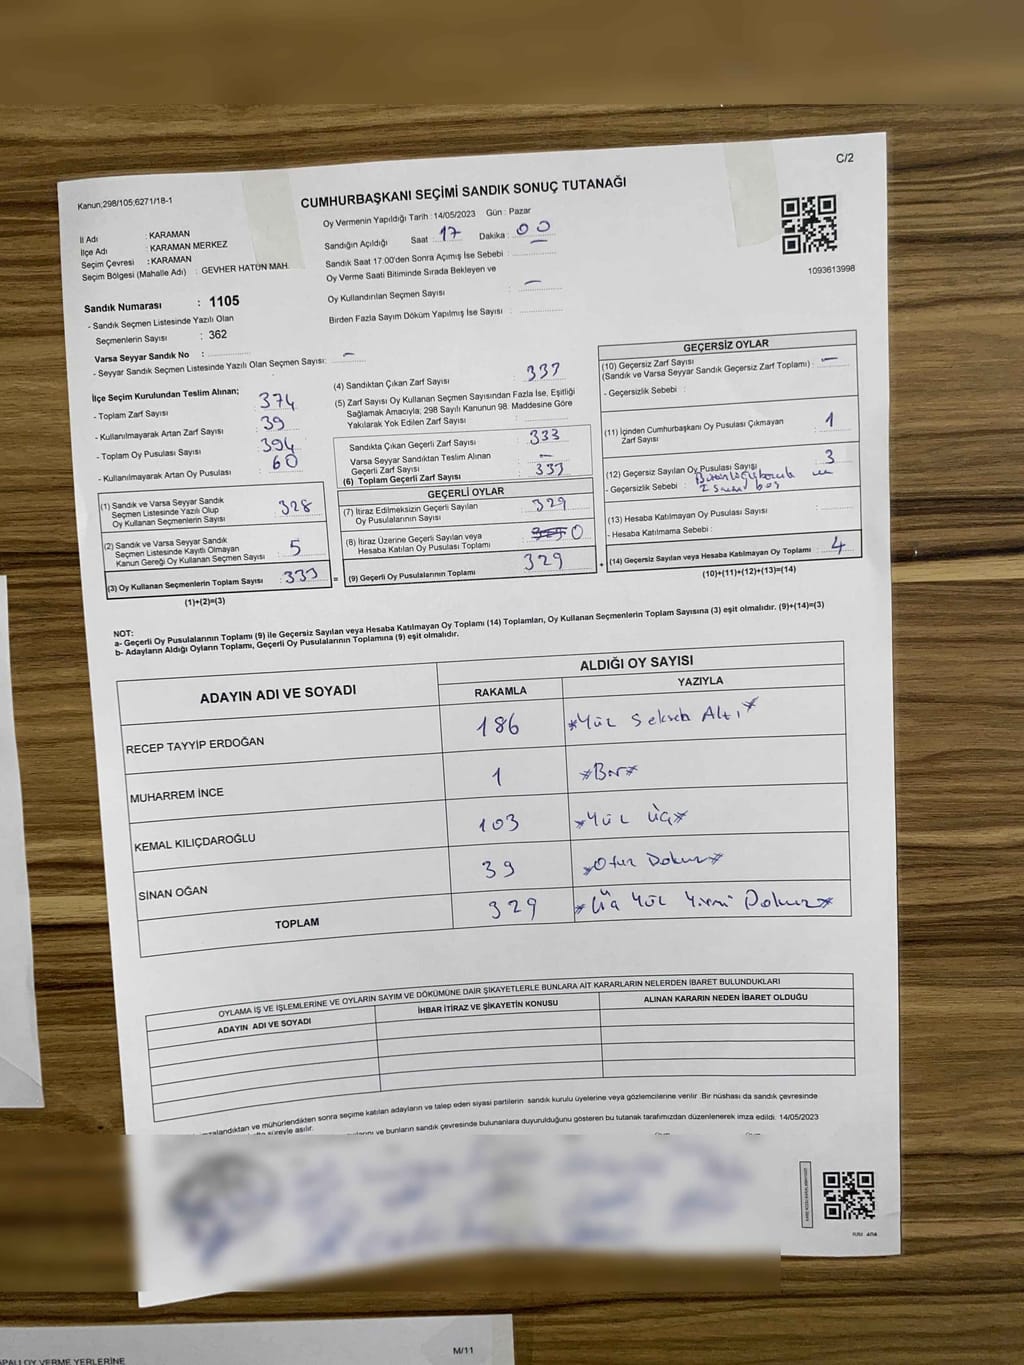 C/2
Kanun;298/105;6271/18-1
CUMHURBAŞKANI SEÇİMİ SANDIK SONUÇ TUTANAĞI
İl Adı : KARAMAN
İlçe Adı : KARAMAN MERKEZ
Seçim Çevresi : KARAMAN
Seçim Bölgesi (Mahalle Adı) : GEVHER HATUN MAH.
Oy Vermenin Yapıldığı Tarih : 14/05/2023 Gün : Pazar
Sandığın Açıldığı Saat 17 Dakika : 00
Sandık Saat 17.00'den Sonra Açımış İse Sebebi : —
Oy Verme Saati Bitiminde Sırada Bekleyen ve
Oy Kullandırılan Seçmen Sayısı : —
Birden Fazla Sayım Döküm Yapılmış İse Sayısı :
1093613998
Sandık Numarası : 1105
- Sandık Seçmen Listesinde Yazılı Olan
Seçmenlerin Sayısı : 362
Varsa Seyyar Sandık No :
- Seyyar Sandık Seçmen Listesinde Yazılı Olan Seçmen Sayısı: —
İlçe Seçim Kurulundan Teslim Alınan;
- Toplam Zarf Sayısı : 374
- Kullanılmayarak Artan Zarf Sayısı : 39
- Toplam Oy Pusulası Sayısı : 394
- Kullanılmayarak Artan Oy Pusulası : 60
(1) Sandık ve Varsa Seyyar Sandık
Seçmen Listesinde Yazılı Olup
Oy Kullanan Seçmenlerin Sayısı : 328
(2) Sandık ve Varsa Seyyar Sandık
Seçmen Listesinde Kayıtlı Olmayan
Kanun Gereği Oy Kullanan Seçmen Sayısı : 5
(3) Oy Kullanan Seçmenlerin Toplam Sayısı : 333 =
(1)+(2)=(3)
(4) Sandıktan Çıkan Zarf Sayısı : 333
(5) Zarf Sayısı Oy Kullanan Seçmen Sayısından Fazla İse, Eşitliği
Sağlamak Amacıyla, 298 Sayılı Kanunun 98. Maddesine Göre
Yakılarak Yok Edilen Zarf Sayısı :
Sandıkta Çıkan Geçerli Zarf Sayısı : 333
Varsa Seyyar Sandıktan Teslim Alınan
Geçerli Zarf Sayısı : —
(6) Toplam Geçerli Zarf Sayısı : 333
GEÇERLİ OYLAR
(7) İtiraz Edilmeksizin Geçerli Sayılan
Oy Pusulalarının Sayısı : 329
(8) İtiraz Üzerine Geçerli Sayılan veya
Hesaba Katılan Oy Pusulası Toplamı : 0
(9) Geçerli Oy Pusulalarının Toplamı : 329 +
GEÇERSİZ OYLAR
(10) Geçersiz Zarf Sayısı
(Sandık ve Varsa Seyyar Sandık Geçersiz Zarf Toplamı) : —
- Geçersizlik Sebebi :
(11) İçinden Cumhurbaşkanı Oy Pusulası Çıkmayan
Zarf Sayısı : 1
(12) Geçersiz Sayılan Oy Pusulası Sayısı : 3
- Geçersizlik Sebebi :
(13) Hesaba Katılmayan Oy Pusulası Sayısı :
- Hesaba Katılmama Sebebi :
(14) Geçersiz Sayılan veya Hesaba Katılmayan Oy Toplamı : 4
(10)+(11)+(12)+(13)=(14)
NOT:
a- Geçerli Oy Pusulalarının Toplamı (9) ile Geçersiz Sayılan veya Hesaba Katılmayan Oy Toplamı (14) Toplamları, Oy Kullanan Seçmenlerin Toplam Sayısına (3) eşit olmalıdır. (9)+(14)=(3)
b- Adayların Aldığı Oyların Toplamı, Geçerli Oy Pusulalarının Toplamına (9) eşit olmalıdır.
ADAYIN ADI VE SOYADI ALDIĞI OY SAYISI
RAKAMLA YAZIYLA
RECEP TAYYİP ERDOĞAN 186 *Yüz Seksen Altı*
MUHARREM İNCE 1 *Bir*
KEMAL KILIÇDAROĞLU 103 *Yüz Üç*
SİNAN OĞAN 39 *Otuz Dokuz*
TOPLAM 329 *Üç Yüz Yirmi Dokuz*
OYLAMA İŞ VE İŞLEMLERİNE VE OYLARIN SAYIM VE DÖKÜMÜNE DAİR ŞİKAYETLERLE BUNLARA AİT KARARLARIN NELERDEN İBARET BULUNDUKLARI
ADAYIN ADI VE SOYADI İHBAR İTİRAZ VE ŞİKAYETİN KONUSU ALINAN KARARIN NEDEN İBARET OLDUĞU
ve mühürlendikten sonra seçime katılan adayların ve talep eden siyasi partilerin sandık kurulu üyelerine veya gözlemcilerine verilir. Bir nüshası da sandık çevresinde
süreyle asılır.
ve bunların sandık çevresinde bulunanlara duyurulduğunu gösteren bu tutanak tarafımızdan düzenlenerek imza edildi. 14/05/2023
M/11
OY VERME YERLERİNE